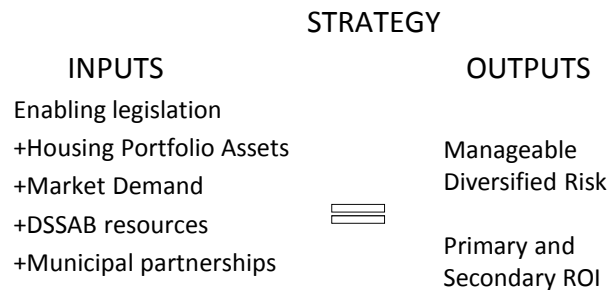 STRATEGY
INPUTS
Enabling legislation
+Housing Portfolio Assets
+Market Demand
+DSSAB resources
+Municipal partnerships
OUTPUTS
Manageable
Diversified Risk
Primary and
Secondary ROI